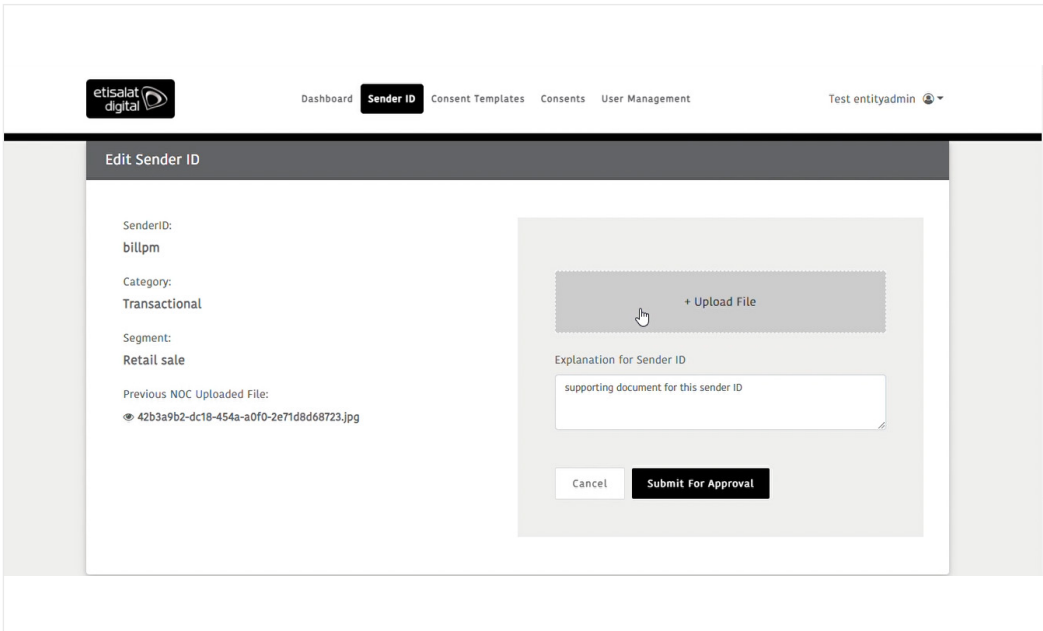 etisalat
digital
Dashboard Sender ID Consent Templates Consents User Management Test entityadmin
Edit Sender ID
SenderID:
billpm
Category:
Transactional
Segment:
Retail sale
Previous NOC Uploaded File:
42b3a9b2-dc18-454a-a0f0-2e71d8d68723.jpg
+ Upload File
Explanation for Sender ID
supporting document for this sender ID
Cancel Submit For Approval